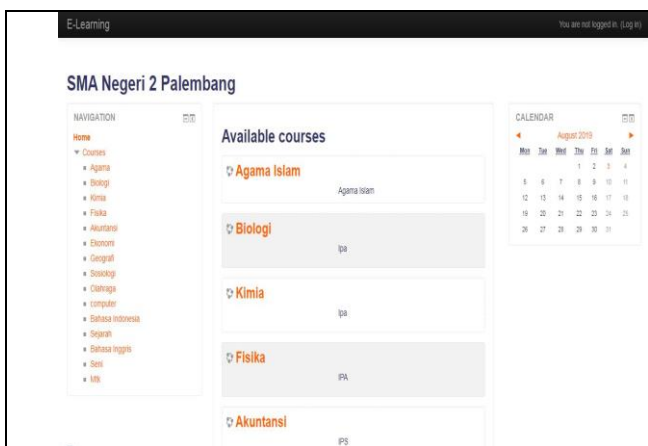 E-Learning
You are not logged in. (Log in)
SMA Negeri 2 Palembang
NAVIGATION
Home
Courses
Agama
Biologi
Kimia
Fisika
Akuntansi
Ekonomi
Geografi
Sosiologi
Olahraga
computer
Bahasa Indonesia
Sejarah
Bahasa Inggris
Seni
Available courses
Agama Islam
Agama Islam
Biologi
Ipa
Kimia
Ipa
Fisika
IPA
Akuntansi
IPS
CALENDAR
August 2019
Mon Tue Wed Thu Fri Sat Sun
1 2 3 4
5 6 7 8 9 10 11
12 13 14 15 16 17 18
19 20 21 22 23 24 25
26 27 28 29 30 31